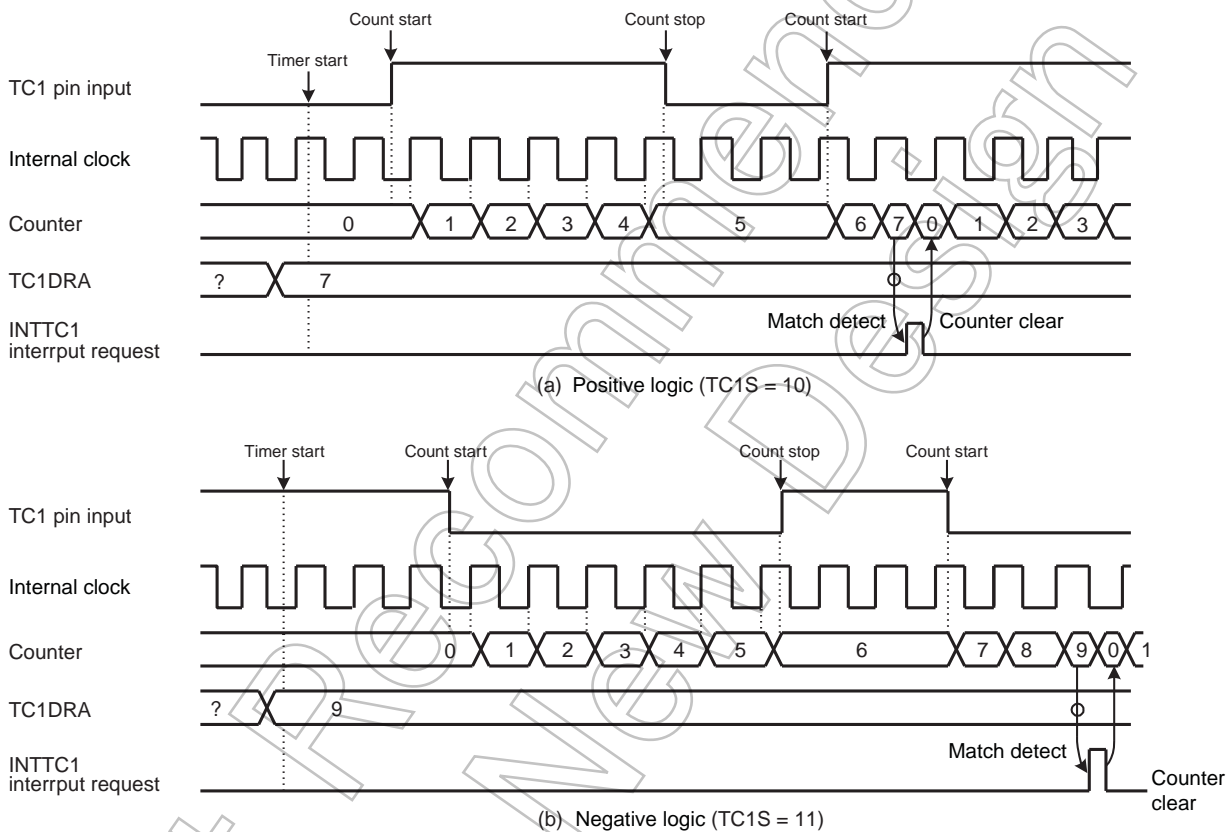 Count start Count stop Count start
Timer start
TC1 pin input
Internal clock
Counter 0 1 2 3 4 5 6 7 0 1 2 3
TC1DRA ? 7
INTTC1
interrput request
Match detect Counter clear
(a) Positive logic (TC1S = 10)
Timer start Count start Count stop Count start
TC1 pin input
Internal clock
Counter 0 1 2 3 4 5 6 7 8 9 0 1
TC1DRA ? 9
INTTC1
interrput request
Match detect
Counter
clear
(b) Negative logic (TC1S = 11)
Recommen
New Design